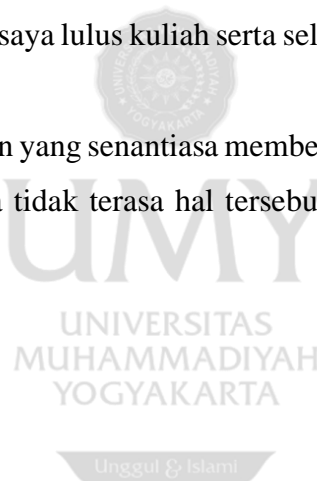 saya lulus kuliah serta sel
n yang senantiasa membe
tidak terasa hal tersebu
UMY
UNIVERSITAS
MUHAMMADIYAH
YOGYAKARTA
Unggul & Islami